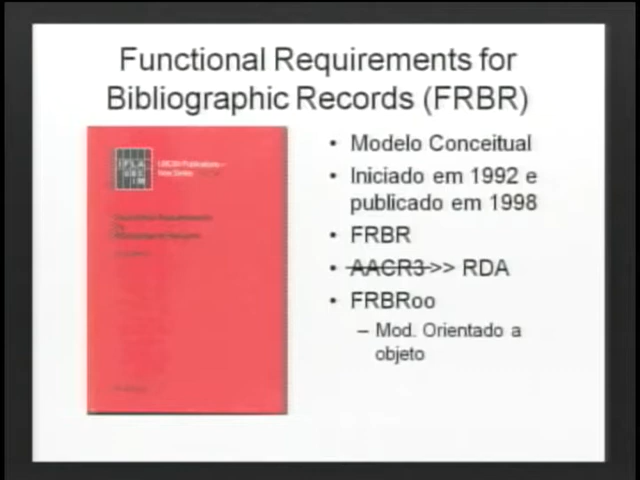 Functional Requirements for
Bibliographic Records (FRBR)
• Modelo Conceitual
• Iniciado em 1992 e
publicado em 1998
• FRBR
• AACR3 >> RDA
• FRBRoo
– Mod. Orientado a
objeto